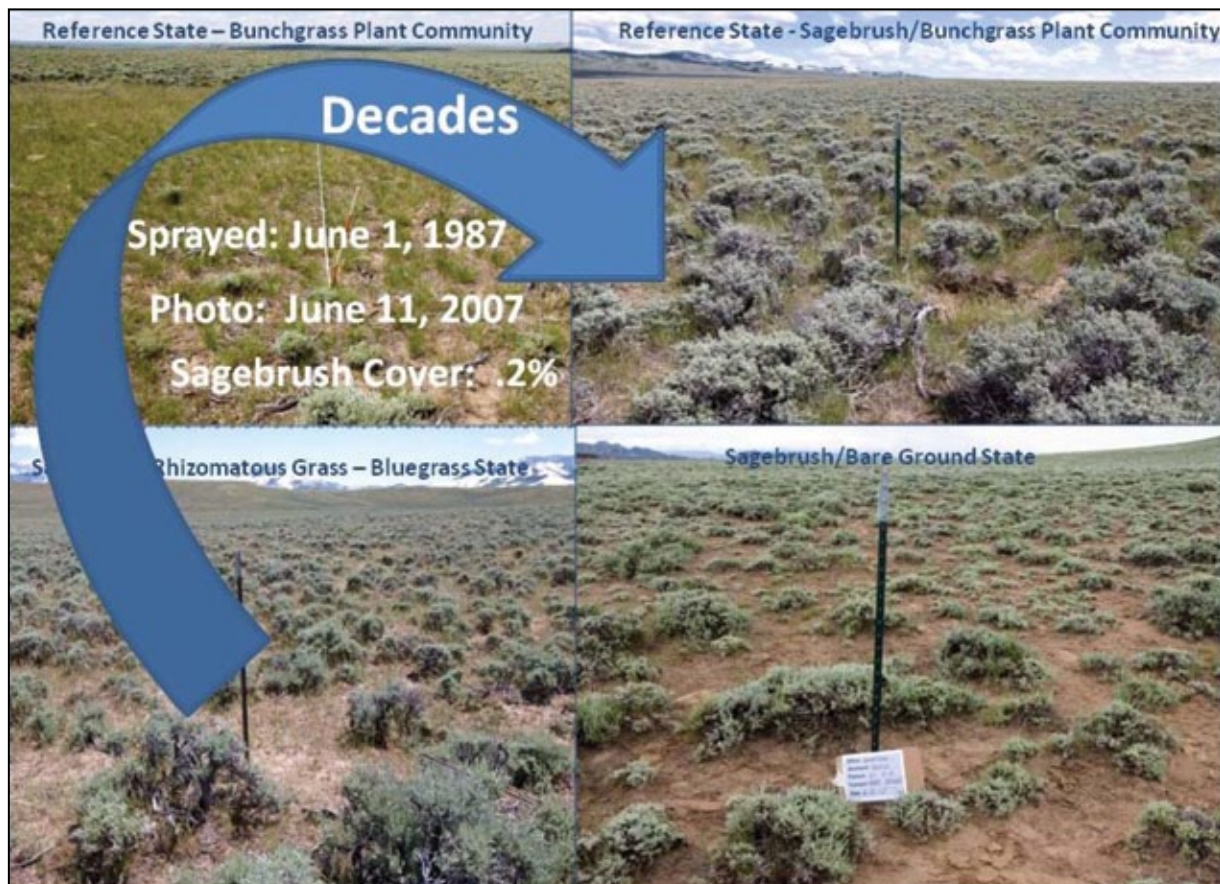 Reference State – Bunchgrass Plant Community
Reference State - Sagebrush/Bunchgrass Plant Community
Decades
Sprayed: June 1, 1987
Photo: June 11, 2007
Sagebrush Cover: .2%
Rhizomatous Grass – Bluegrass State
Sagebrush/Bare Ground State